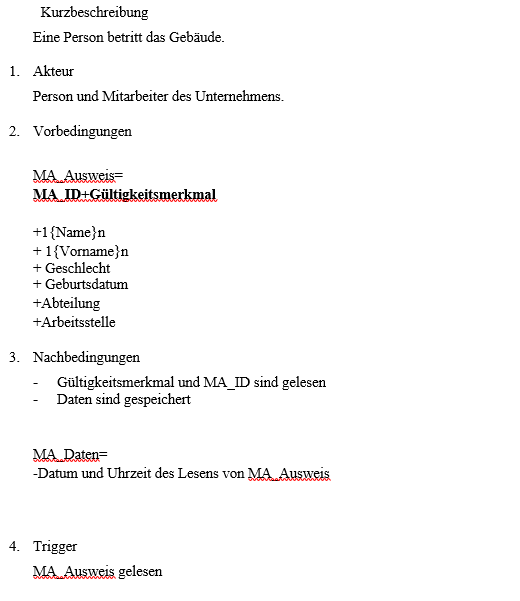 Kurzbeschreibung
Eine Person betritt das Gebäude.
1. Akteur
Person und Mitarbeiter des Unternehmens.
2. Vorbedingungen
MA_Ausweis=
MA_ID+Gültigkeitsmerkmal
+1{Name}n
+ 1{Vorname}n
+ Geschlecht
+ Geburtsdatum
+Abteilung
+Arbeitsstelle
3. Nachbedingungen
- Gültigkeitsmerkmal und MA_ID sind gelesen
- Daten sind gespeichert
MA_Daten=
-Datum und Uhrzeit des Lesens von MA_Ausweis
4. Trigger
MA_Ausweis gelesen